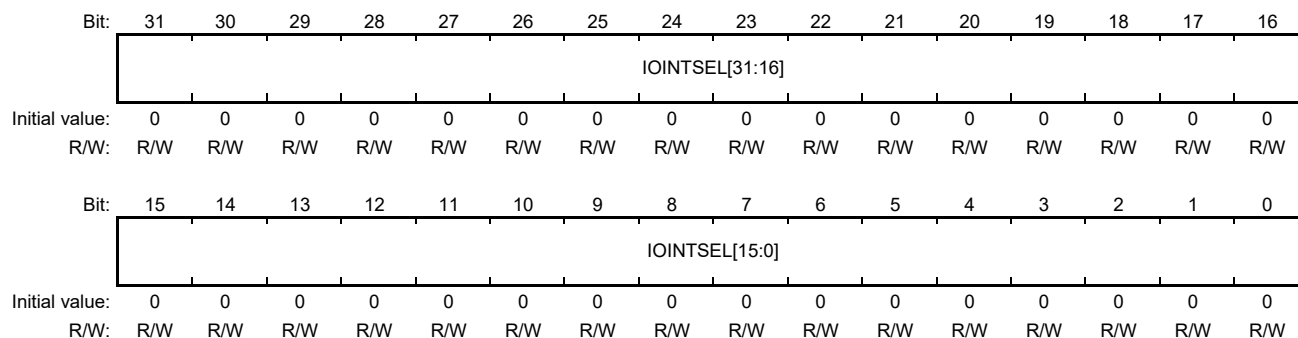 Bit: 31 30 29 28 27 26 25 24 23 22 21 20 19 18 17 16
IOINTSEL[31:16]
Initial value: 0 0 0 0 0 0 0 0 0 0 0 0 0 0 0 0
R/W: R/W R/W R/W R/W R/W R/W R/W R/W R/W R/W R/W R/W R/W R/W R/W R/W
Bit: 15 14 13 12 11 10 9 8 7 6 5 4 3 2 1 0
IOINTSEL[15:0]
Initial value: 0 0 0 0 0 0 0 0 0 0 0 0 0 0 0 0
R/W: R/W R/W R/W R/W R/W R/W R/W R/W R/W R/W R/W R/W R/W R/W R/W R/W